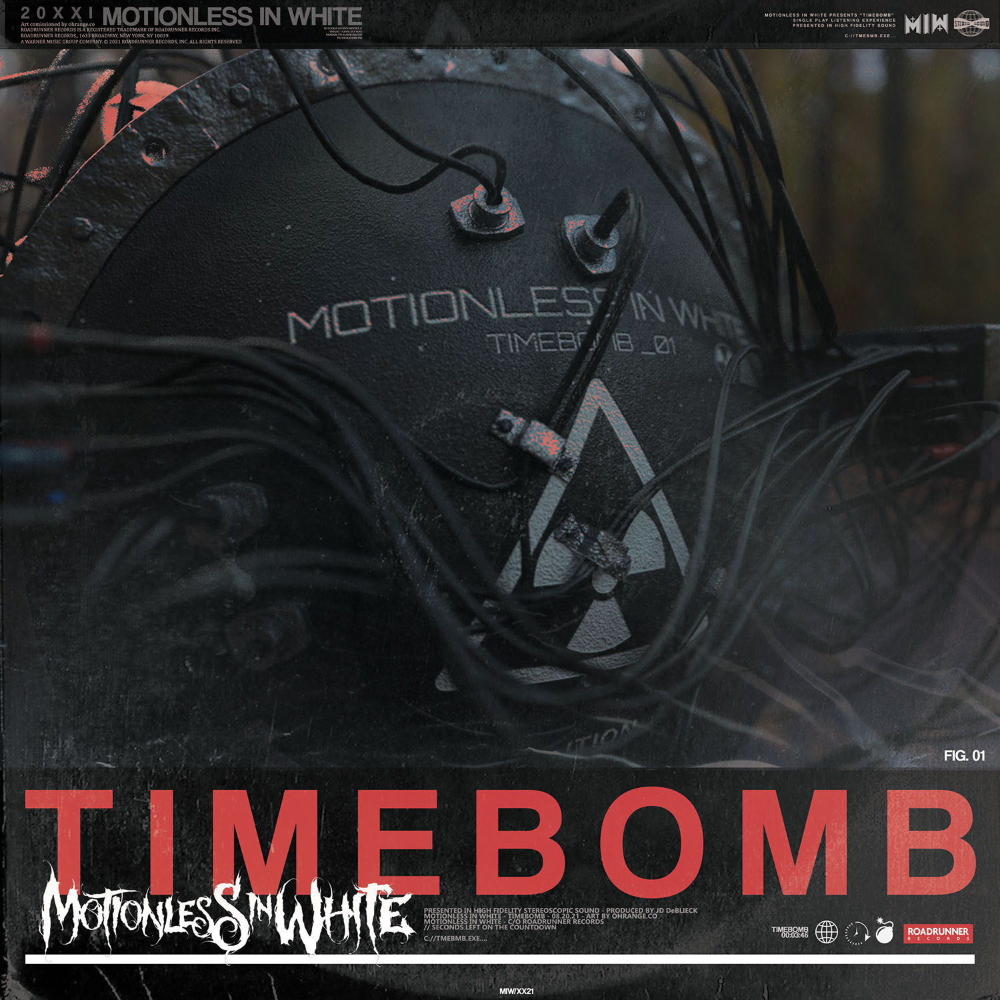 20XXI MOTIONLESS IN WHITE
Art comissioned by ohrange.co
ROADRUNNER RECORDS IS A REGISTERED TRADEMARK OF ROADRUNNER RECORDS INC.
ROADRUNNER RECORDS,, 1633 BROADWAY, NEW YORK, NY 10019.
A WARNER MUSIC GROUP COMPANY. © 2021 ROADRUNNER RECORDS, INC. ALL RIGHTS RESERVED
IF I COULD GIVE MYSELF
WHAT I GIVE TO YOU
MAYBE I'D HAVE FAITH
TO HOLD ON TO
MOTIONLESS IN WHITE PRESENTS "TIMEBOMB"
SINGLE PLAY LISTENING EXPERIENCE
PRESENTED IN HIGH FIDELITY SOUND
C://TMEBMB.EXE...
MIW
STEREO SOUND
MOTIONLESS IN WHITE
TIMEBOMB _01
ITION
FIG. 01
TIMEBOMB
MOTIONLESS IN WHITE
PRESENTED IN HIGH FIDELITY STEREOSCOPIC SOUND - PRODUCED BY JD DeBLIECK
MOTIONLESS IN WHITE - TIMEBOMB - 08.20.21 - ART BY OHRANGE.CO
MOTIONLESS IN WHITE - C/O ROADRUNNER RECORDS
// SECONDS LEFT ON THE COUNTDOWN
C://TMEBMB.EXE....
TIMEBOMB
00:03:46
ROADRUNNER
RECORDS
MIW/XX21